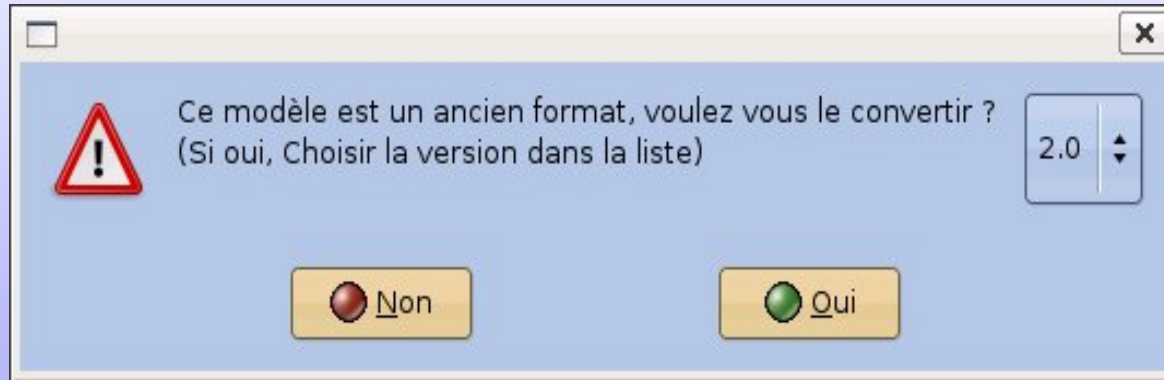 Ce modèle est un ancien format, voulez vous le convertir ?
(Si oui, Choisir la version dans la liste)
2.0
Non
Oui